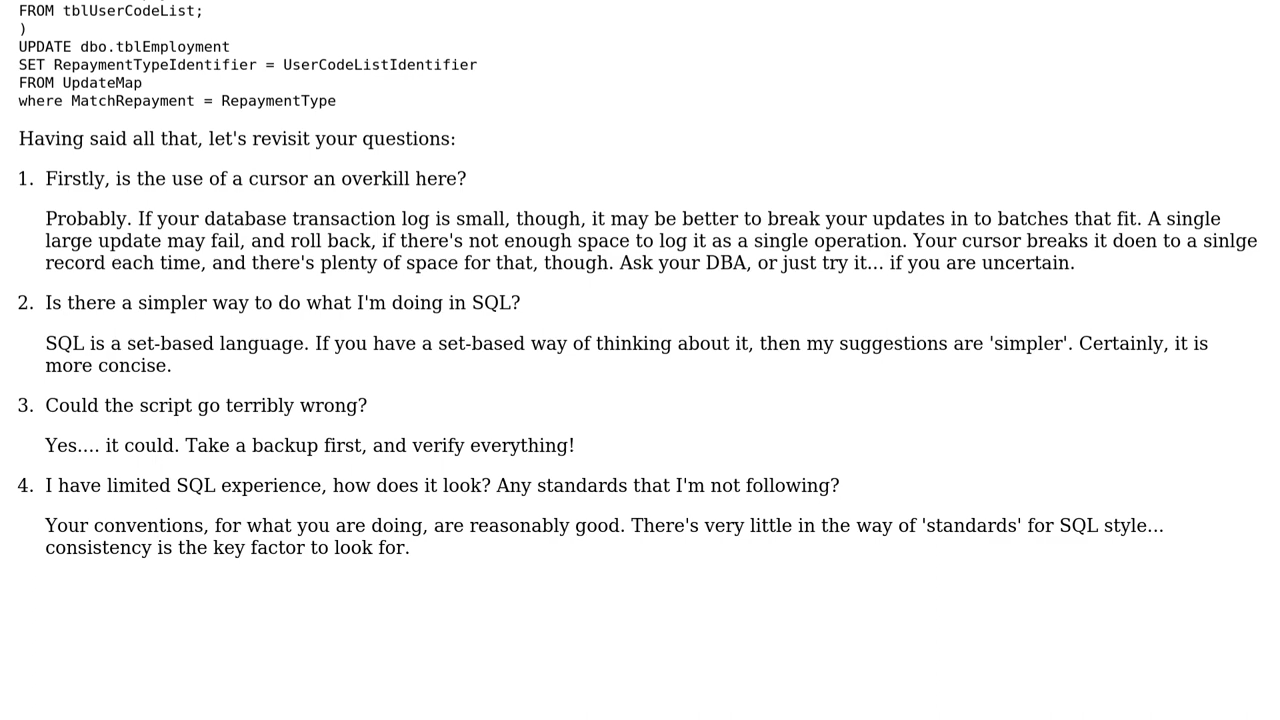 FROM tblUserCodeList;
)
UPDATE dbo.tblEmployment
SET RepaymentTypeIdentifier = UserCodeListIdentifier
FROM UpdateMap
where MatchRepayment = RepaymentType
Having said all that, let's revisit your questions:
1. Firstly, is the use of a cursor an overkill here?
Probably. If your database transaction log is small, though, it may be better to break your updates in to batches that fit. A single
large update may fail, and roll back, if there's not enough space to log it as a single operation. Your cursor breaks it doen to a sinlge
record each time, and there's plenty of space for that, though. Ask your DBA, or just try it... if you are uncertain.
2. Is there a simpler way to do what I'm doing in SQL?
SQL is a set-based language. If you have a set-based way of thinking about it, then my suggestions are 'simpler'. Certainly, it is
more concise.
3. Could the script go terribly wrong?
Yes.... it could. Take a backup first, and verify everything!
4. I have limited SQL experience, how does it look? Any standards that I'm not following?
Your conventions, for what you are doing, are reasonably good. There's very little in the way of 'standards' for SQL style...
consistency is the key factor to look for.